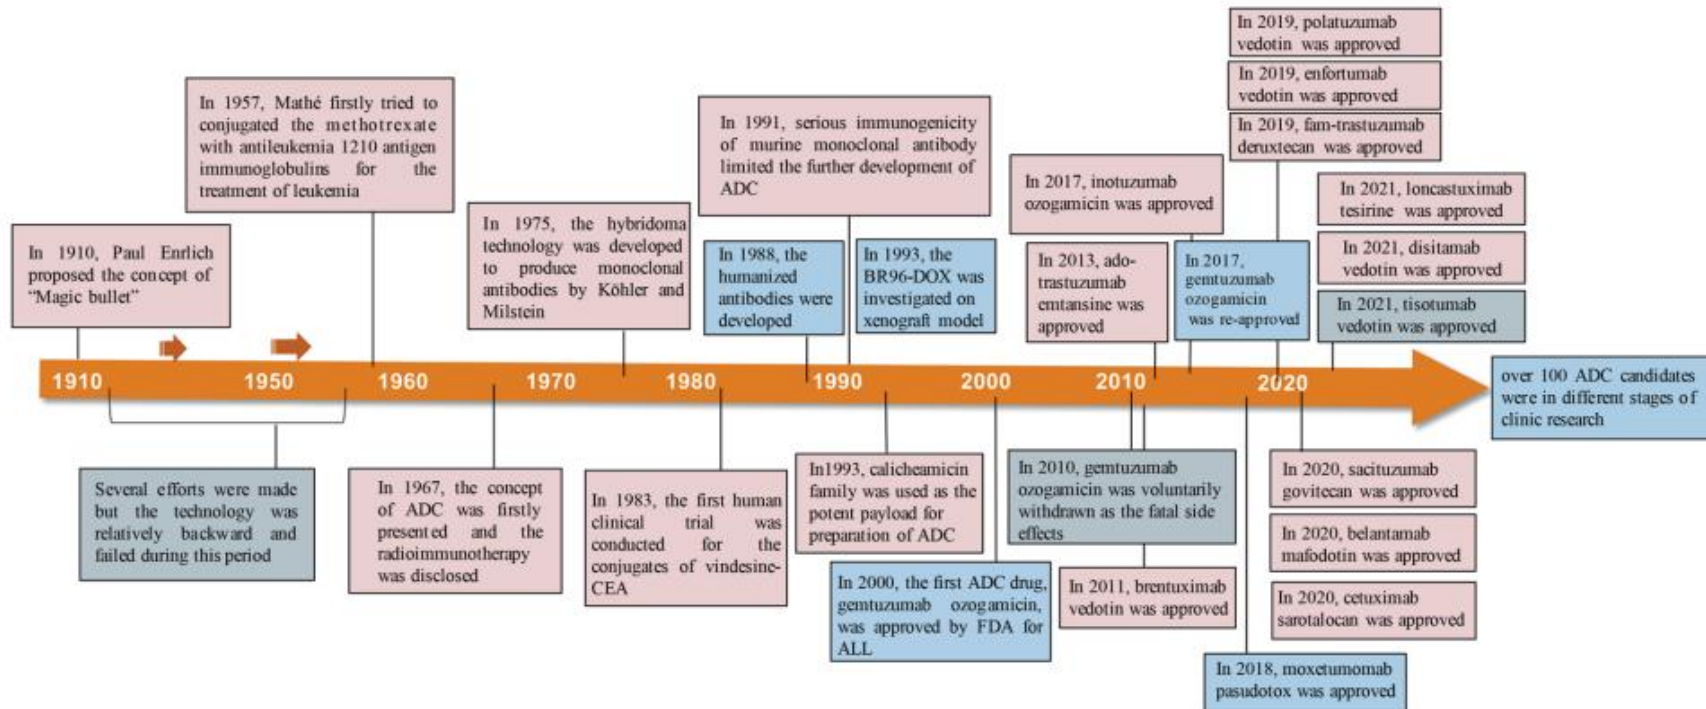 In 1910, Paul Enrlich
proposed the concept of
“Magic bullet”
In 1957, Mathé firstly tried to
conjugated the methotrexate
with antileukemia 1210 antigen
immunoglobulins for the
treatment of leukemia
In 1975, the hybridoma
technology was developed
to produce monoclonal
antibodies by Köhler and
Milstein
In 1991, serious immunogenicity
of murine monoclonal antibody
limited the further development of
ADC
In 1988, the
humanized
antibodies were
developed
In 1993, the
BR96-DOX was
investigated on
xenograft model
In 2017, inotuzumab
ozogamicin was approved
In 2013, ado-
trastuzumab
emtansine was
approved
In 2017,
gemtuzumab
ozogamicin
was re-approved
In 2019, polatuzumab
vedotin was approved
In 2019, enfortumab
vedotin was approved
In 2019, fam-trastuzumab
deruxtecan was approved
In 2021, loncastuximab
tesirine was approved
In 2021, disitamab
vedotin was approved
In 2021, tisotumab
vedotin was approved
1910 1950 1960 1970 1980 1990 2000 2010 2020
over 100 ADC candidates
were in different stages of
clinic research
Several efforts were made
but the technology was
relatively backward and
failed during this period
In 1967, the concept
of ADC was firstly
presented and the
radioimmunotherapy
was disclosed
In 1983, the first human
clinical trial was
conducted for the
conjugates of vindesine-
CEA
In1993, calicheamicin
family was used as the
potent payload for
preparation of ADC
In 2000, the first ADC drug,
gemtuzumab ozogamicin,
was approved by FDA for
ALL
In 2010, gemtuzumab
ozogamicin was voluntarily
withdrawn as the fatal side
effects
In 2011, brentuximab
vedotin was approved
In 2018, moxetumomab
pasudotox was approved
In 2020, sacituzumab
govitecan was approved
In 2020, belantamab
mafodotin was approved
In 2020, cetuximab
sarotalocan was approved